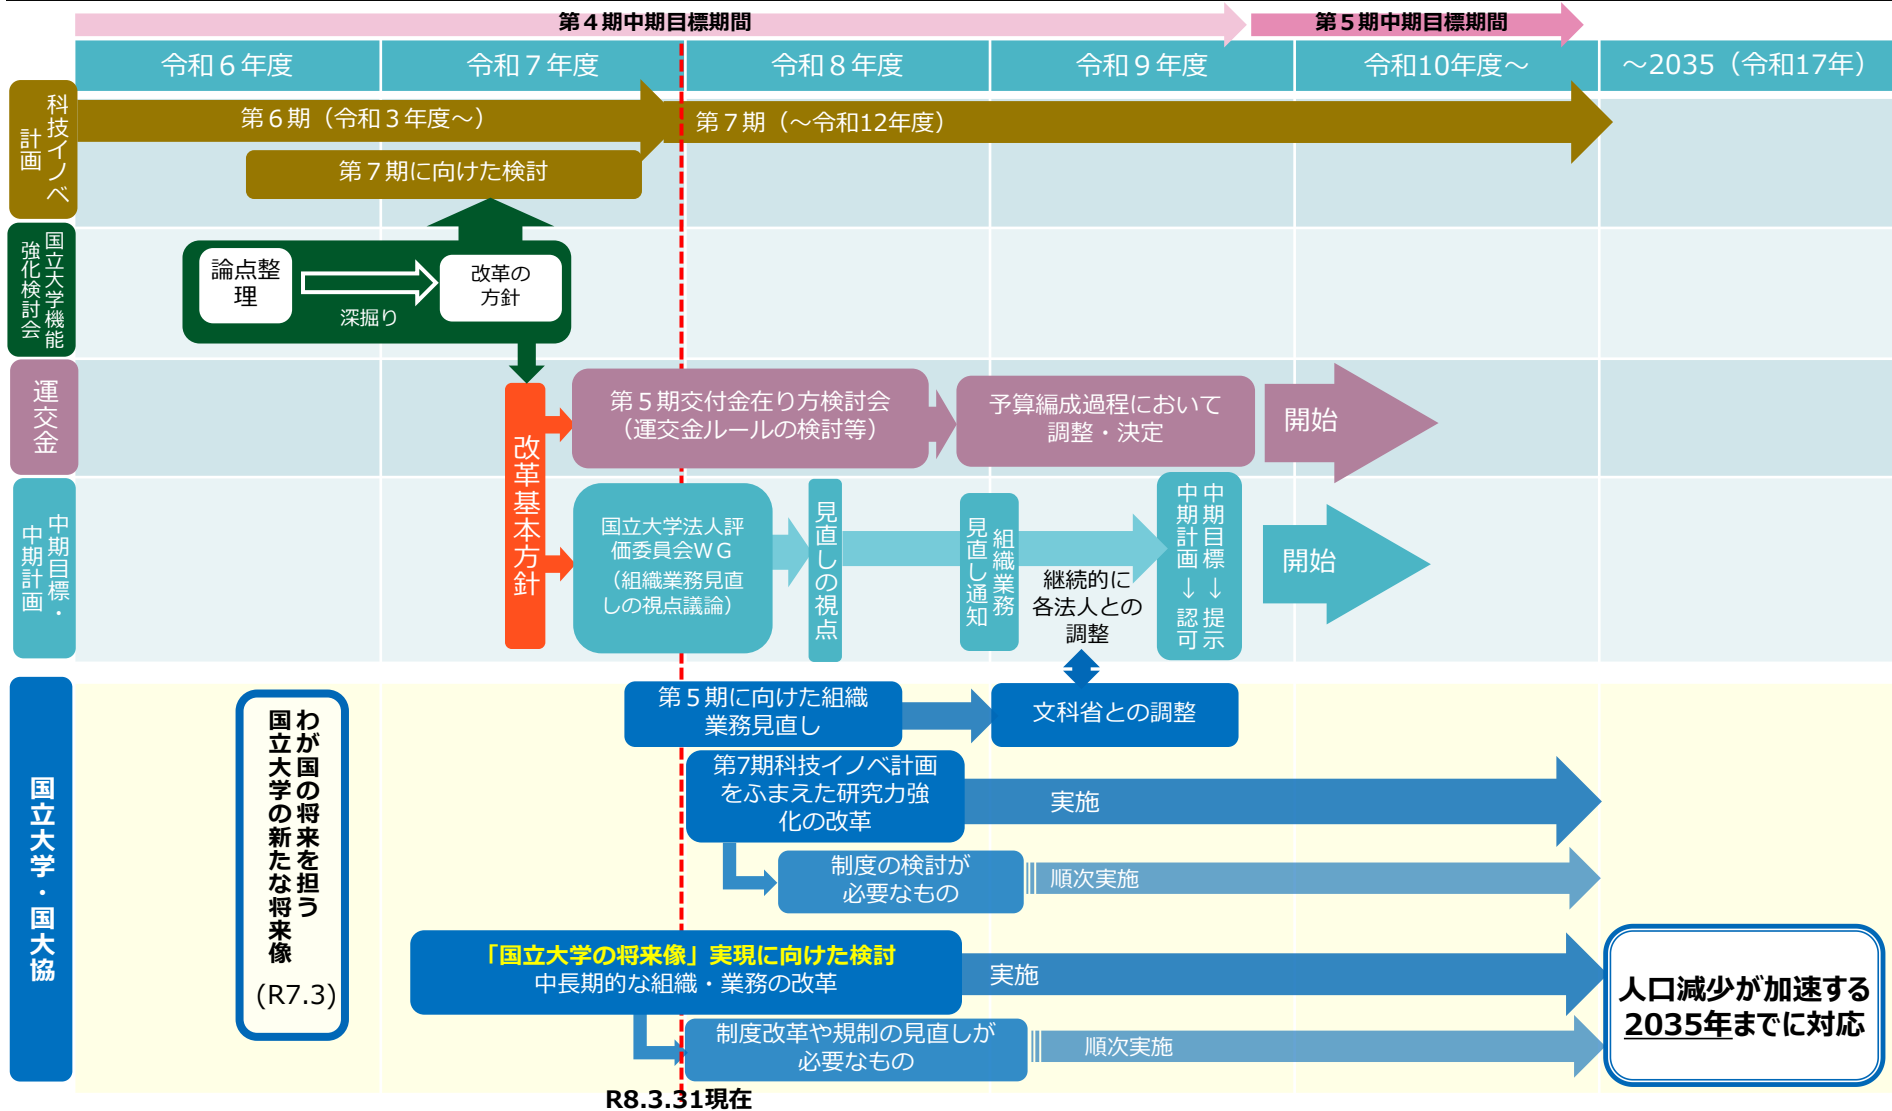 第４期中期目標期間
第５期中期目標期間
令和６年度
令和７年度
令和８年度
令和９年度
令和10年度～
～2035（令和17年）
科技イノベ
計画
第６期（令和３年度～）
第７期（～令和12年度）
第７期に向けた検討
国立大学機能
強化検討会
論点整
理
深掘り
改革の
方針
運交金
改革基本方針
第５期交付金在り方検討会
（運交金ルールの検討等）
予算編成過程において
調整・決定
開始
中期目標・
中期計画
国立大学法人評
価委員会ＷＧ
（組織業務見直
しの視点議論）
見直しの視点
組織業務
見直し通知
継続的に
各法人との
調整
中期目標→提示
中期計画→認可
開始
国立大学・国大協
わが国の将来を担う
国立大学の新たな将来像
(R7.3)
第５期に向けた組織
業務見直し
文科省との調整
第7期科技イノベ計画
をふまえた研究力強
化の改革
実施
制度の検討が
必要なもの
順次実施
「国立大学の将来像」実現に向けた検討
中長期的な組織・業務の改革
実施
制度改革や規制の見直しが
必要なもの
順次実施
人口減少が加速する
2035年までに対応
R8.3.31現在